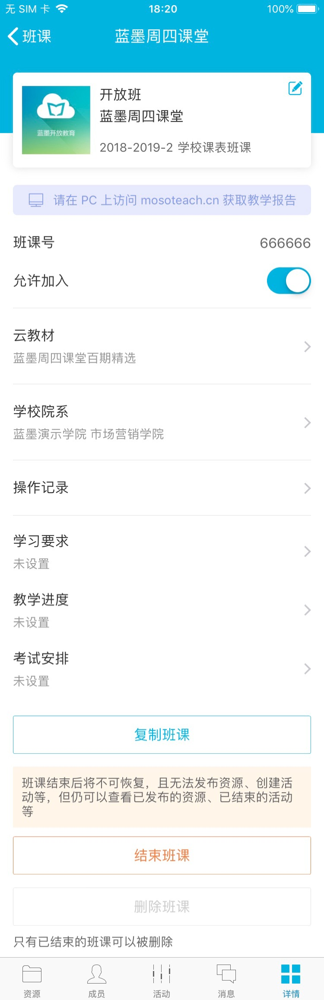 无 SIM 卡 18:20 100%
班课 蓝墨周四课堂
蓝墨开放教育
开放班
蓝墨周四课堂
2018-2019-2 学校课表班课
请在 PC 上访问 mosoteach.cn 获取教学报告
班课号 666666
允许加入
云教材
蓝墨周四课堂百期精选
学校院系
蓝墨演示学院 市场营销学院
操作记录
学习要求
未设置
教学进度
未设置
考试安排
未设置
复制班课
班课结束后将不可恢复，且无法发布资源、创建活
动等，但仍可以查看已发布的资源、已结束的活动
等
结束班课
删除班课
只有已结束的班课可以被删除
资源 成员 活动 消息 详情